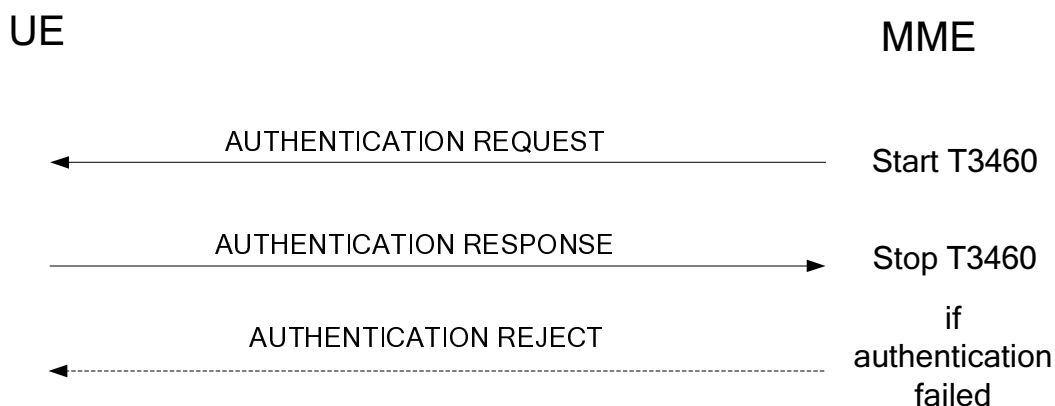 UE
MME
AUTHENTICATION REQUEST
Start T3460
AUTHENTICATION RESPONSE
Stop T3460
AUTHENTICATION REJECT
if
authentication
failed